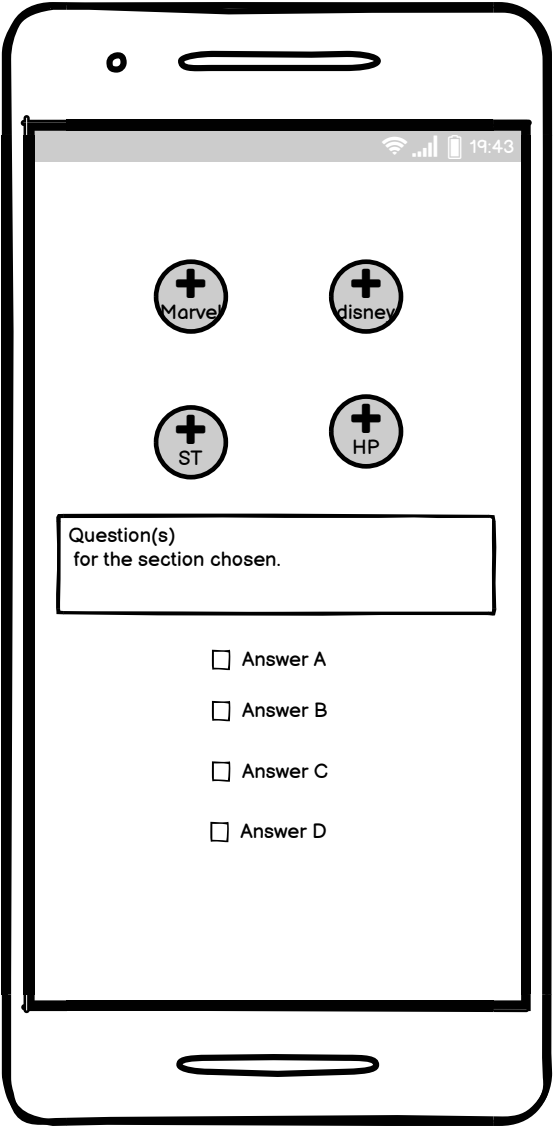 19:43
Marvel
disney
ST
HP
Question(s)
for the section chosen.
Answer A
Answer B
Answer C
Answer D